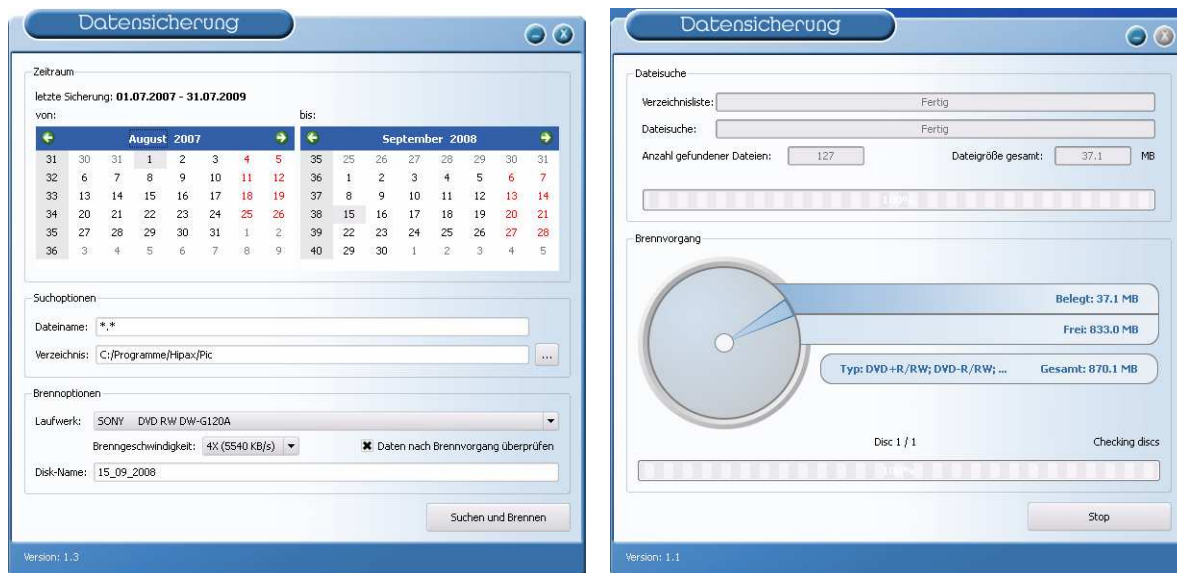 Datensicherung
Zeitraum
letzte Sicherung: 01.07.2007 - 31.07.2009
von: bis:
August 2007 September 2008
31 30 31 1 2 3 4 5 35 25 26 27 28 29 30 31
32 6 7 8 9 10 11 12 36 1 2 3 4 5 6 7
33 13 14 15 16 17 18 19 37 8 9 10 11 12 13 14
34 20 21 22 23 24 25 26 38 15 16 17 18 19 20 21
35 27 28 29 30 31 1 2 39 22 23 24 25 26 27 28
36 3 4 5 6 7 8 9 40 29 30 1 2 3 4 5
Suchoptionen
Dateiname: *.*
Verzeichnis: C:/Programme/Hipax/Pic ...
Brennoptionen
Laufwerk: SONY DVD RW DW-G120A
Brenngeschwindigkeit: 4X (5540 KB/s) Daten nach Brennvorgang überprüfen
Disk-Name: 15_09_2008
Suchen und Brennen
Version: 1.3
Datensicherung
Dateisuche
Verzeichnisliste: Fertig
Dateisuche: Fertig
Anzahl gefundener Dateien: 127 Dateigröße gesamt: 37.1 MB
100%
Brennvorgang
Belegt: 37.1 MB
Frei: 833.0 MB
Typ: DVD+R/RW; DVD-R/RW; ... Gesamt: 870.1 MB
Disc 1 / 1 Checking discs
100%
Stop
Version: 1.1